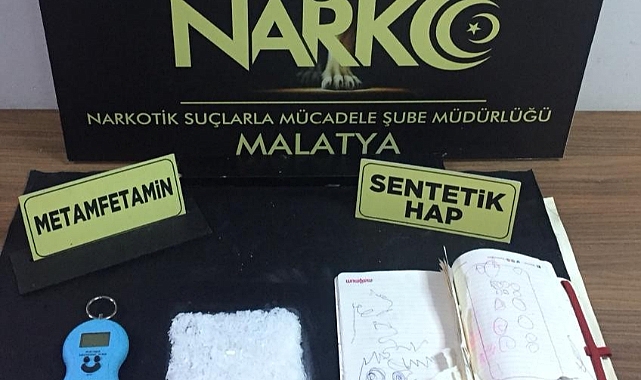 NARKO
NARKOTİK SUÇLARLA MÜCADELE ŞUBE MÜDÜRLÜĞÜ
MALATYA
METAMFETAMİN
SENTETİK
HAP